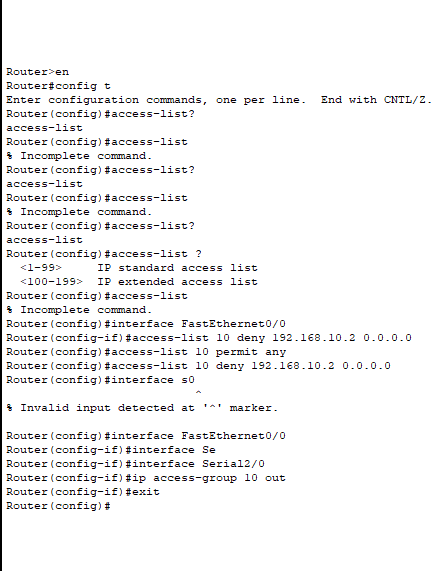 Router>en
Router#config t
Enter configuration commands, one per line.  End with CNTL/Z.
Router(config)#access-list?
access-list
Router(config)#access-list
% Incomplete command.
Router(config)#access-list?
access-list
Router(config)#access-list
% Incomplete command.
Router(config)#access-list?
access-list
Router(config)#access-list ?
  <1-99>     IP standard access list
  <100-199>  IP extended access list
Router(config)#access-list
% Incomplete command.
Router(config)#interface FastEthernet0/0
Router(config-if)#access-list 10 deny 192.168.10.2 0.0.0.0
Router(config)#access-list 10 permit any
Router(config)#access-list 10 deny 192.168.10.2 0.0.0.0
Router(config)#interface s0
                            ^
% Invalid input detected at '^' marker.

Router(config)#interface FastEthernet0/0
Router(config-if)#interface Se
Router(config-if)#interface Serial2/0
Router(config-if)#ip access-group 10 out
Router(config-if)#exit
Router(config)#